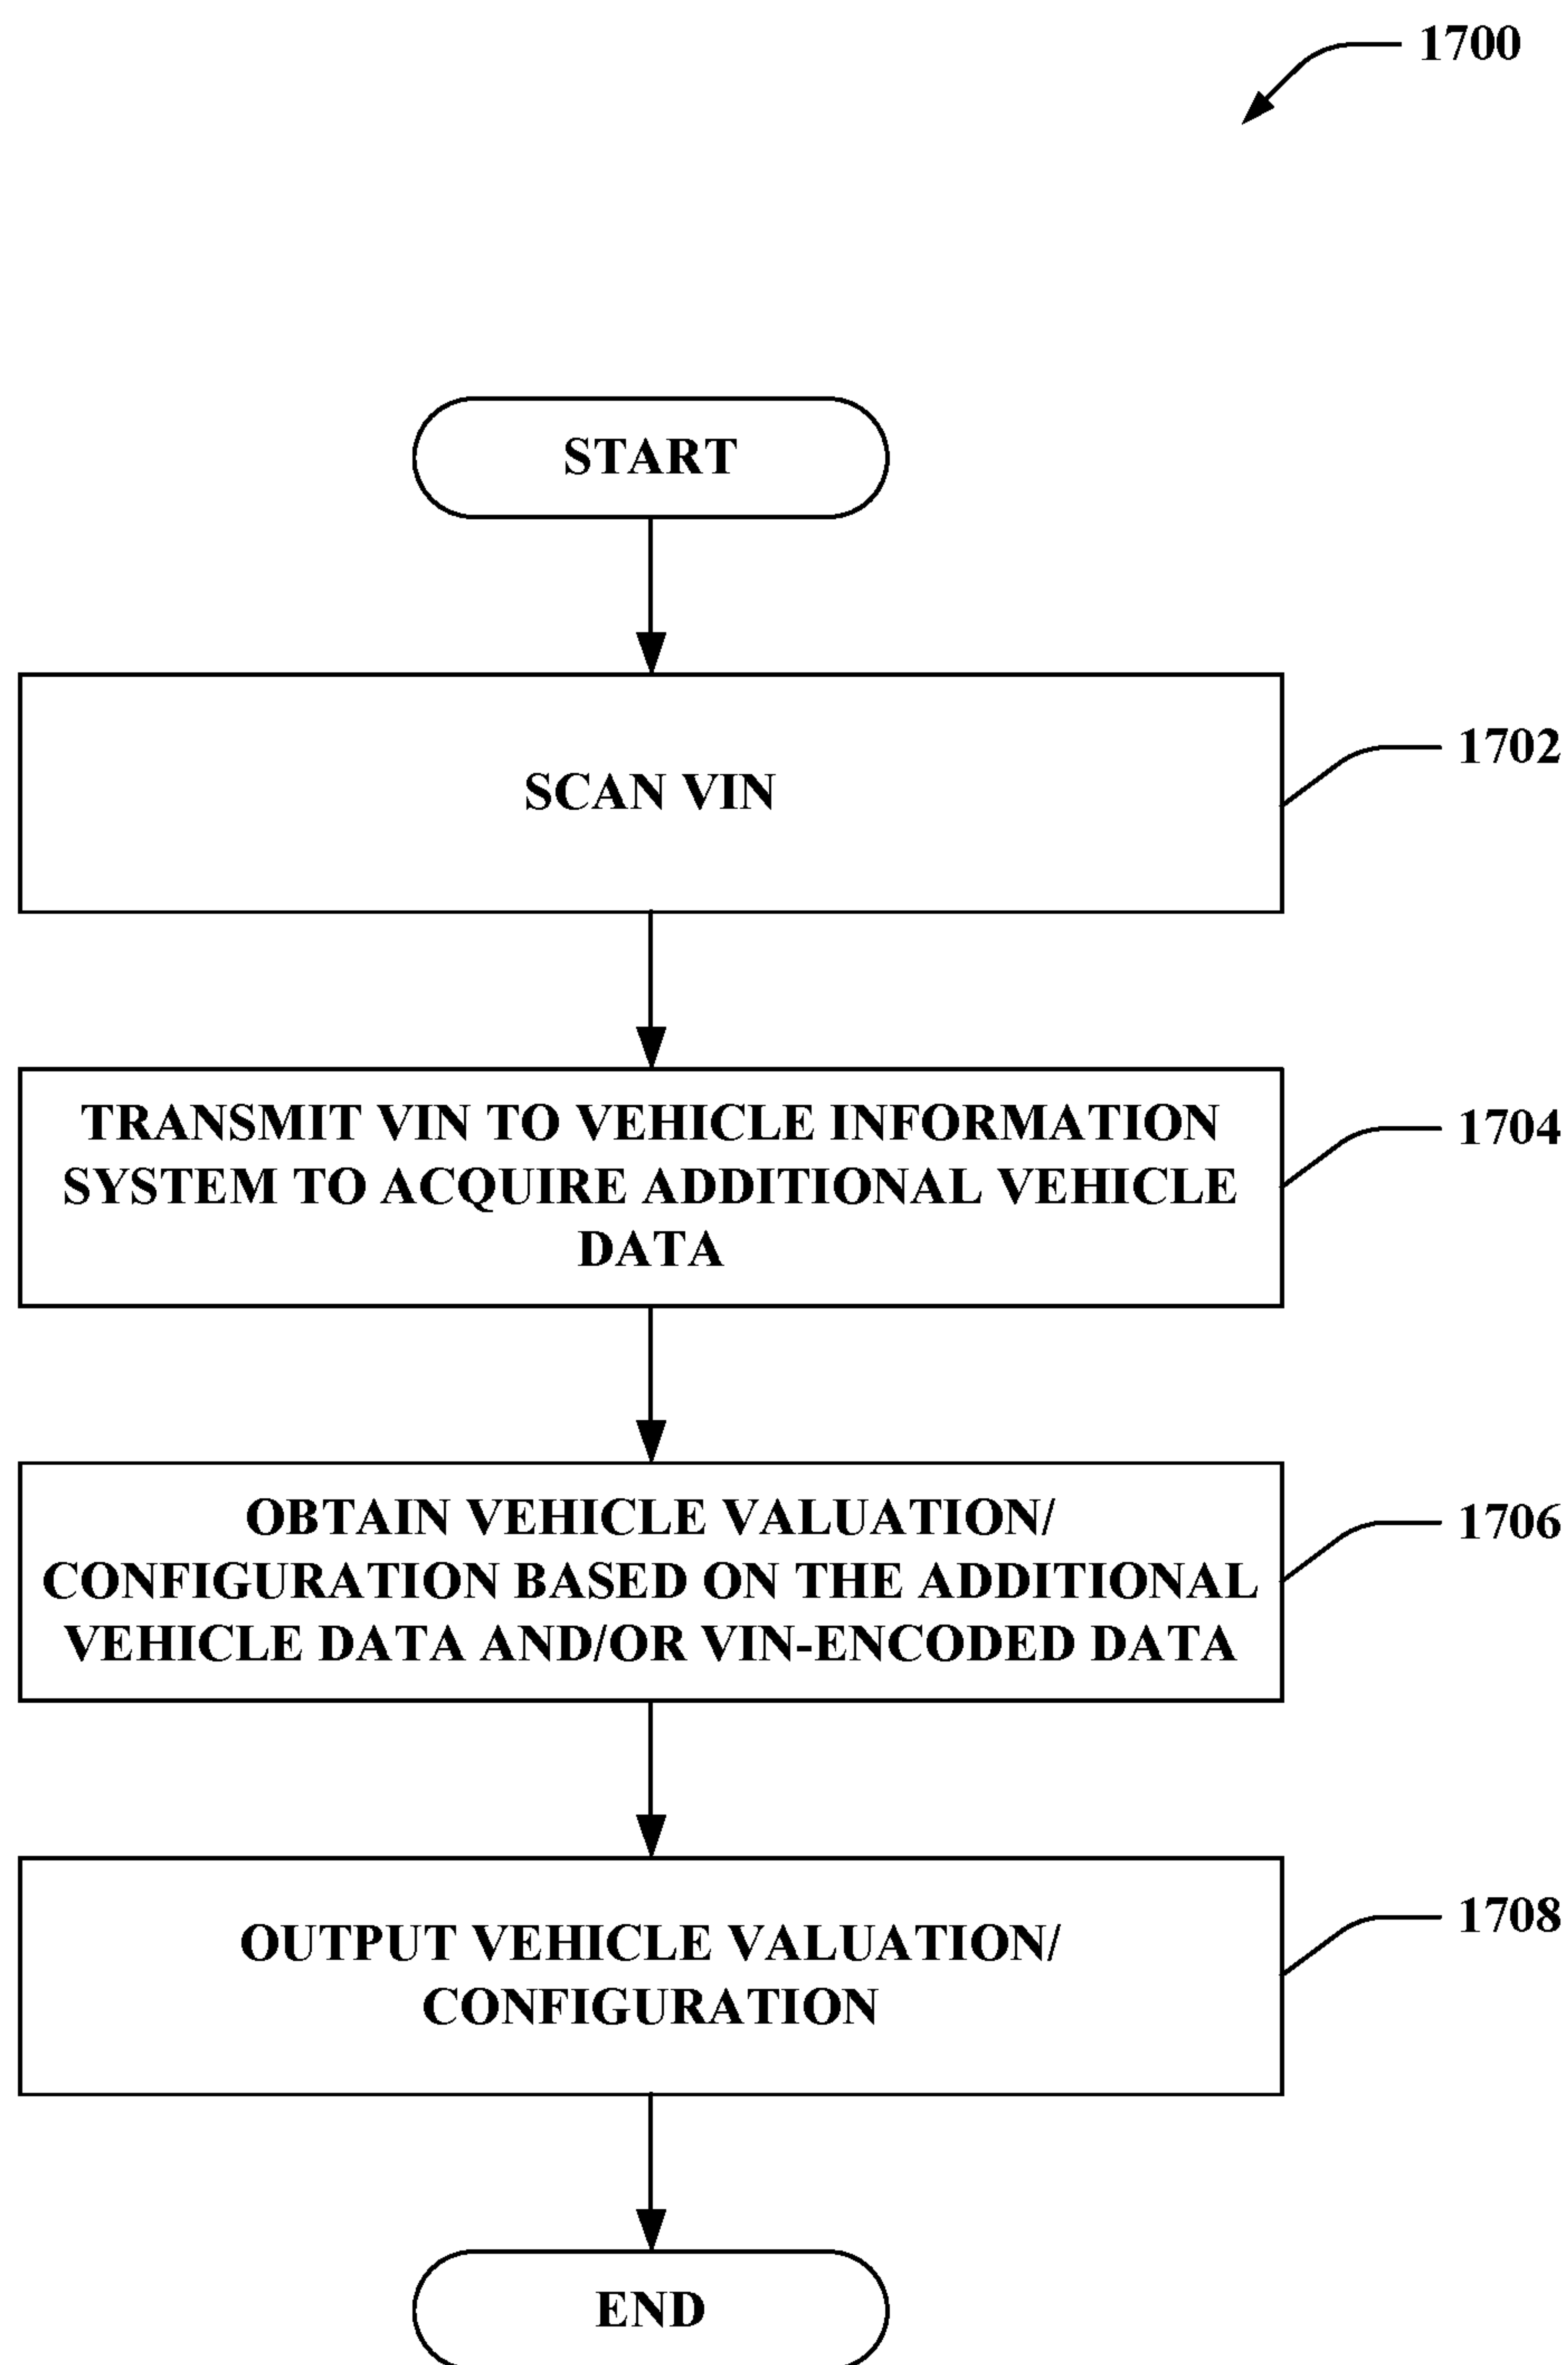 1700
START
SCAN VIN
1702
TRANSMIT VIN TO VEHICLE INFORMATION
SYSTEM TO ACQUIRE ADDITIONAL VEHICLE
DATA
1704
OBTAIN VEHICLE VALUATION/
CONFIGURATION BASED ON THE ADDITIONAL
VEHICLE DATA AND/OR VIN-ENCODED DATA
1706
OUTPUT VEHICLE VALUATION/
CONFIGURATION
1708
END